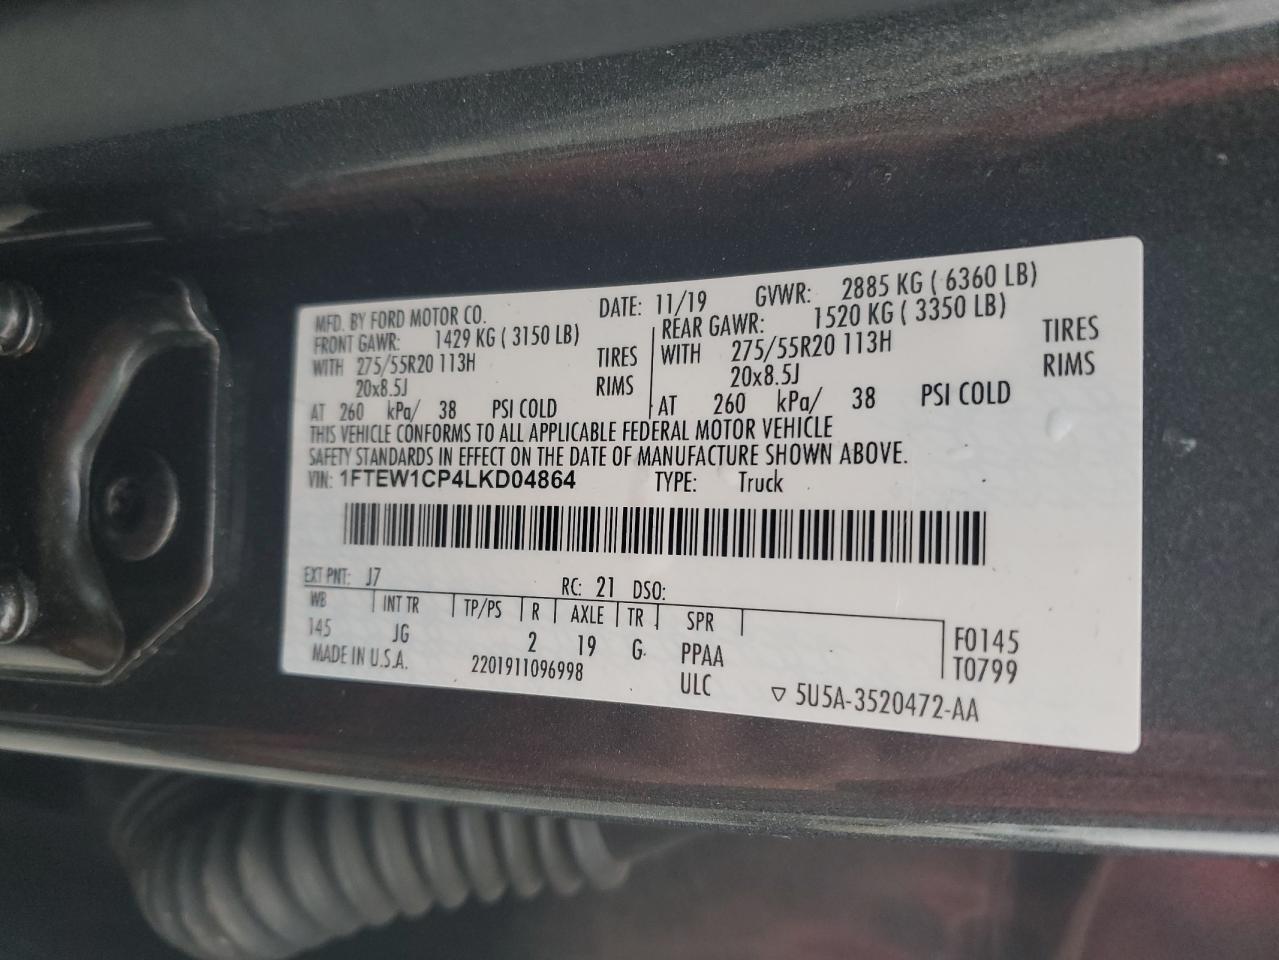 MFD. BY FORD MOTOR CO. DATE: 11/19 GVWR: 2885 KG ( 6360 LB)
FRONT GAWR: 1429 KG ( 3150 LB) REAR GAWR: 1520 KG ( 3350 LB)
WITH 275/55R20 113H TIRES WITH 275/55R20 113H TIRES
20x8.5J RIMS 20x8.5J RIMS
AT 260 kPa/ 38 PSI COLD AT 260 kPa/ 38 PSI COLD
THIS VEHICLE CONFORMS TO ALL APPLICABLE FEDERAL MOTOR VEHICLE
SAFETY STANDARDS IN EFFECT ON THE DATE OF MANUFACTURE SHOWN ABOVE.
VIN: 1FTEW1CP4LKD04864 TYPE: Truck
EXT PNT: J7 RC: 21 DSO:
WB INT TR TP/PS R AXLE TR SPR
145 JG 2 19 G PPAA F0145
MADE IN U.S.A. 2201911096998 ULC T0799
▽ 5U5A-3520472-AA